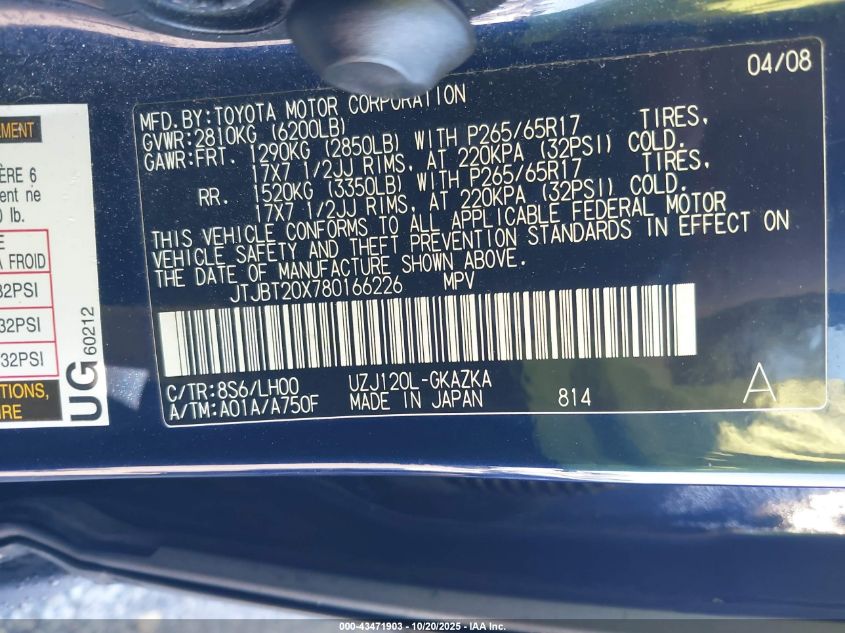 04/08
MFD.BY:TOYOTA MOTOR CORPORATION
GVWR:2810KG (6200LB)
GAWR:FRT. 1290KG (2850LB) WITH P265/65R17 TIRES,
17X7 1/2JJ RIMS, AT 220KPA (32PSI) COLD.
RR. 1520KG (3350LB) WITH P265/65R17 TIRES,
17X7 1/2JJ RIMS, AT 220KPA (32PSI) COLD.
THIS VEHICLE CONFORMS TO ALL APPLICABLE FEDERAL MOTOR
VEHICLE SAFETY AND THEFT PREVENTION STANDARDS IN EFFECT ON
THE DATE OF MANUFACTURE SHOWN ABOVE.
JTJBT20X780166226 MPV
C/TR:8S6/LH00 UZJ120L-GKAZKA
A/TM:A01A/A750F MADE IN JAPAN 814 A
6
ent ne
lb.
A FROID
32PSI
32PSI
32PSI
UG 60212
000-43471903 | 10/20/2025 - IAA Inc.